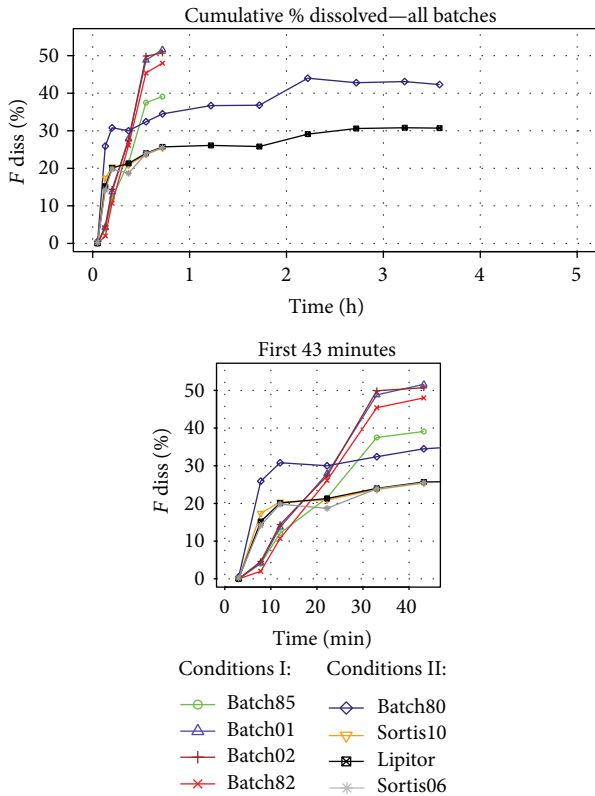 Cumulative % dissolved—all batches
50
40
30
20
10
0
F diss (%)
0 1 2 3 4 5
Time (h)
First 43 minutes
50
40
30
20
10
0
F diss (%)
0 10 20 30 40
Time (min)
Conditions I:
Batch85
Batch01
Batch02
Batch82
Conditions II:
Batch80
Sortis10
Lipitor
Sortis06